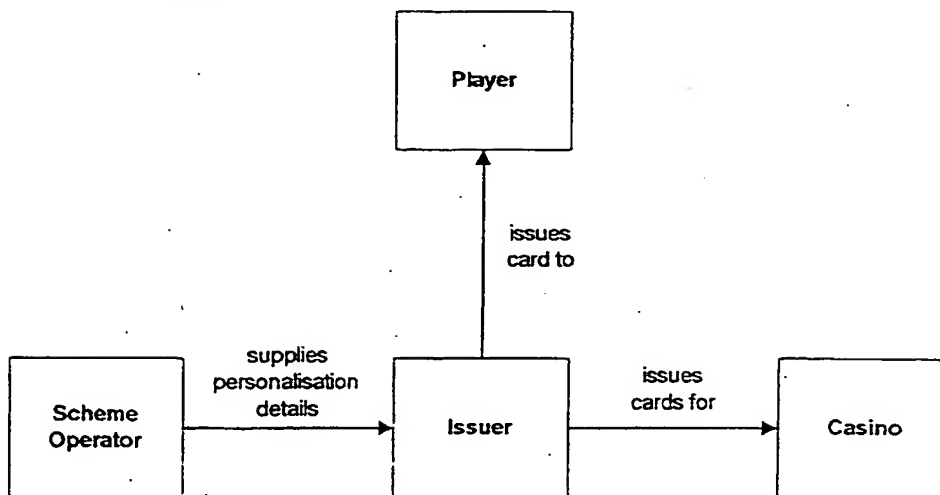 Player
issues
card to
supplies
personalisation
details
issues
cards for
Scheme
Operator
Issuer
Casino